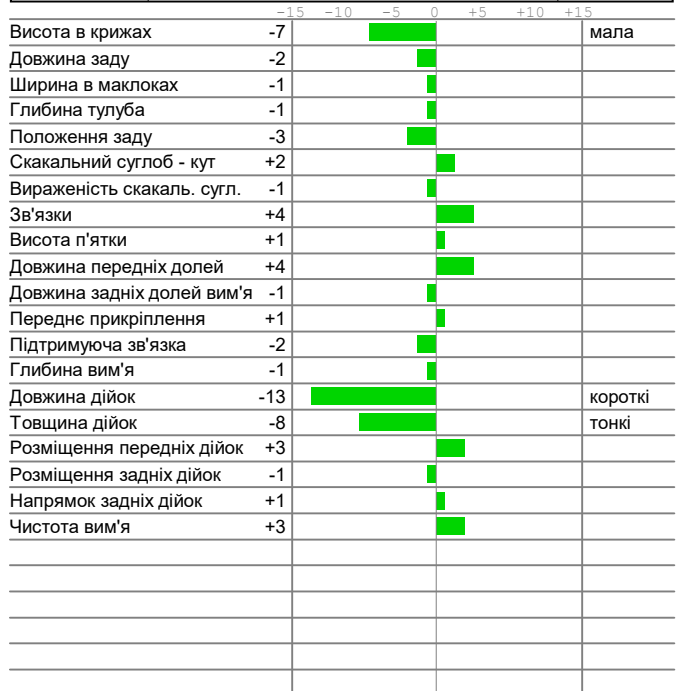 -15 -10 -5 0 +5 +10 +15
Висота в крижах -7 мала
Довжина заду -2
Ширина в маклоках -1
Глибина тулуба -1
Положення заду -3
Скакальний суглоб - кут +2
Вираженість скакаль. сугл. -1
Зв'язки +4
Висота п'ятки +1
Довжина передніх долей +4
Довжина задніх долей вим'я -1
Переднє прикріплення +1
Підтримуюча зв'язка -2
Глибина вим'я -1
Довжина дійок -13 короткі
Товщина дійок -8 тонкі
Розміщення передніх дійок +3
Розміщення задніх дійок -1
Напрямок задніх дійок +1
Чистота вим'я +3